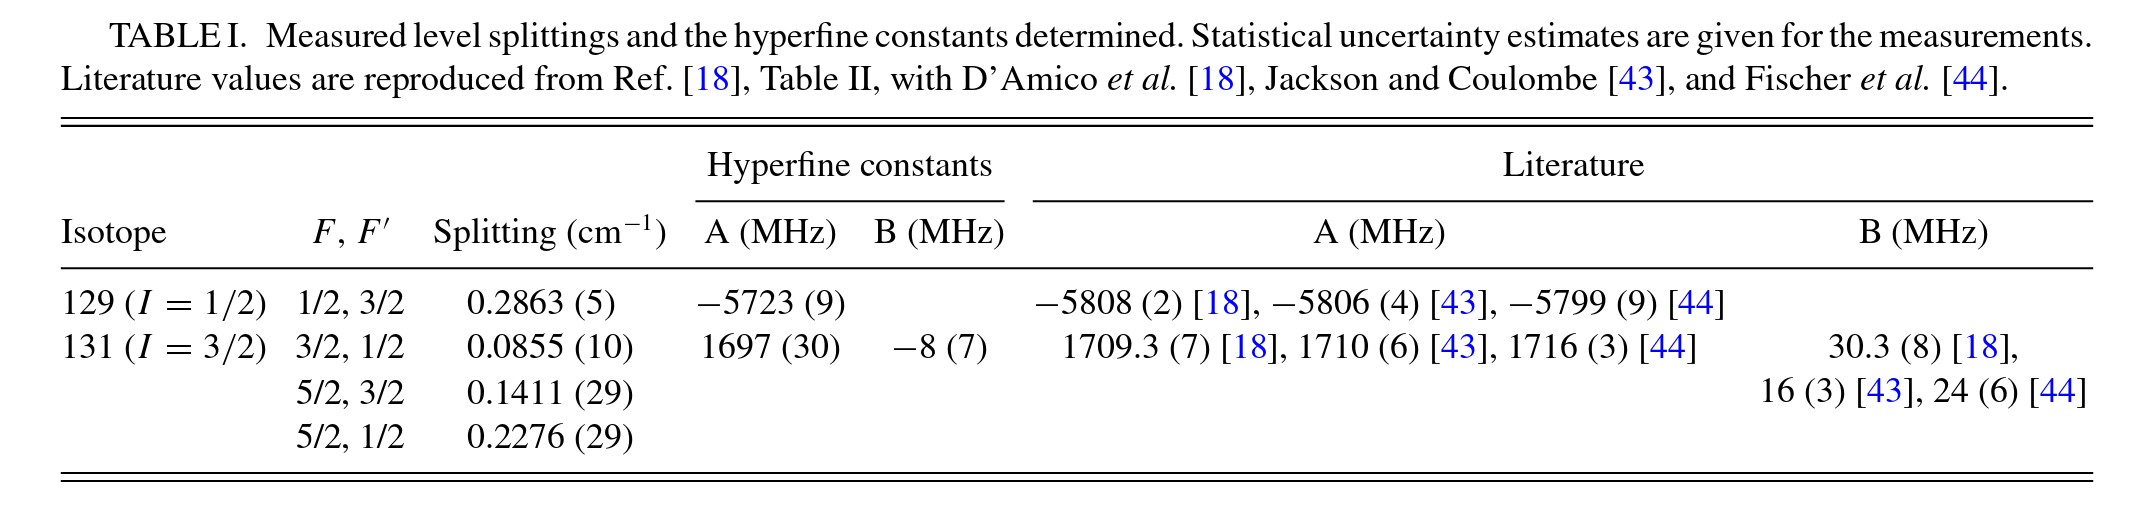 TABLE I. Measured level splittings and the hyperfine constants determined. Statistical uncertainty estimates are given for the measurements.
Literature values are reproduced from Ref. [18], Table II, with D’Amico et al. [18], Jackson and Coulombe [43], and Fischer et al. [44].
Hyperfine constants Literature
Isotope F, F′ Splitting (cm⁻¹) A (MHz) B (MHz) A (MHz) B (MHz)
129 (I = 1/2) 1/2, 3/2 0.2863 (5) −5723 (9) −5808 (2) [18], −5806 (4) [43], −5799 (9) [44]
131 (I = 3/2) 3/2, 1/2 0.0855 (10) 1697 (30) −8 (7) 1709.3 (7) [18], 1710 (6) [43], 1716 (3) [44] 30.3 (8) [18],
5/2, 3/2 0.1411 (29) 16 (3) [43], 24 (6) [44]
5/2, 1/2 0.2276 (29)